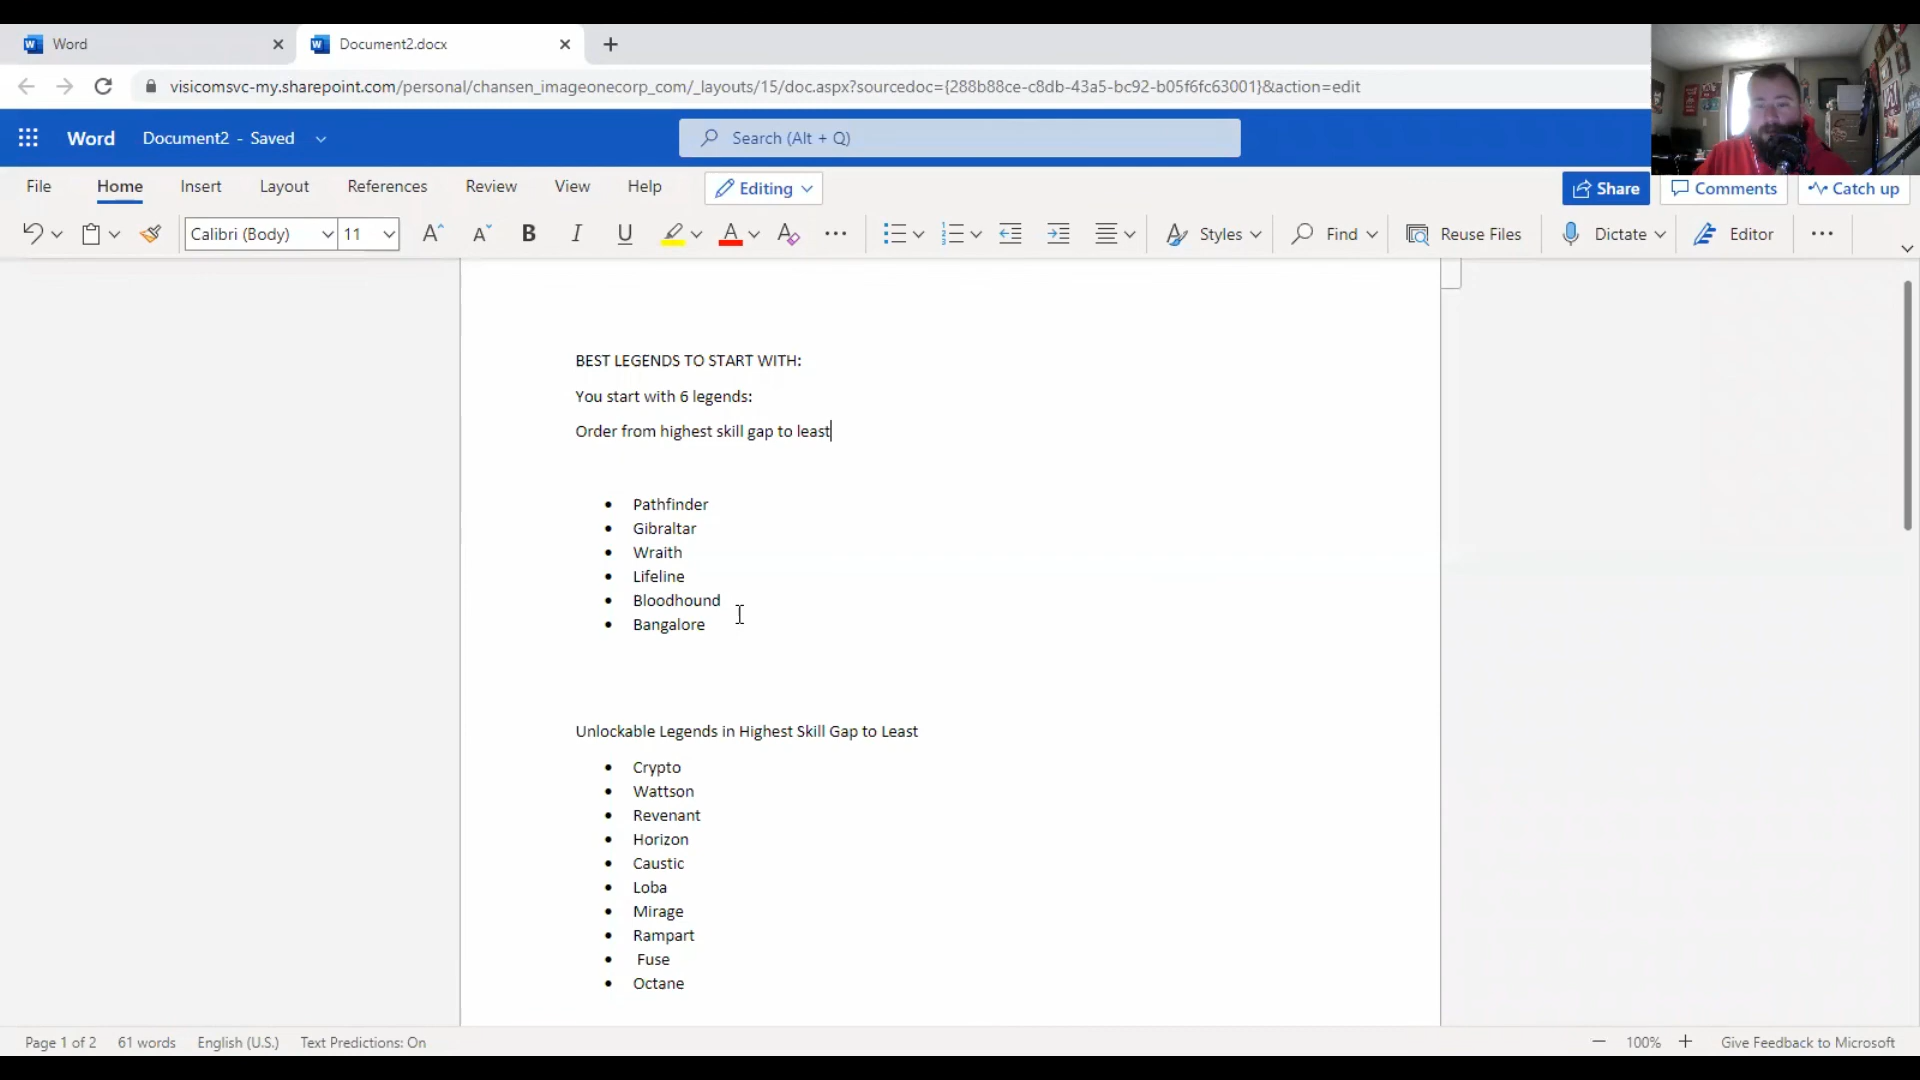 Word
Document2.docx
visicomsvc-my.sharepoint.com/personal/chansen_imageonecorp_com/_layouts/15/doc.aspx?sourcedoc={288b88ce-c8db-43a5-bc92-b05f6fc63001}&action=edit
Word Document2 - Saved Search (Alt + Q)
File Home Insert Layout References Review View Help Editing Share Comments Catch up
Calibri (Body) 11 Styles Find Reuse Files Dictate Editor
BEST LEGENDS TO START WITH:
You start with 6 legends:
Order from highest skill gap to least
• Pathfinder
• Gibraltar
• Wraith
• Lifeline
• Bloodhound
• Bangalore
Unlockable Legends in Highest Skill Gap to Least
• Crypto
• Wattson
• Revenant
• Horizon
• Caustic
• Loba
• Mirage
• Rampart
• Fuse
• Octane
Page 1 of 2 61 words English (U.S.) Text Predictions: On 100% Give Feedback to Microsoft